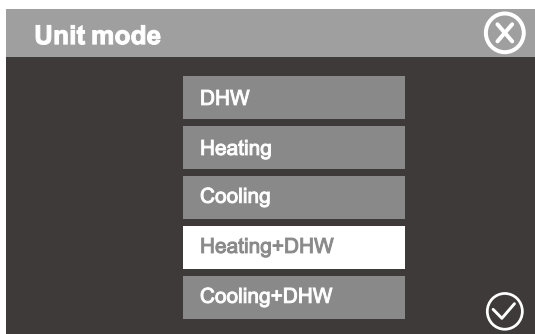 Unit mode
DHW
Heating
Cooling
Heating+DHW
Cooling+DHW